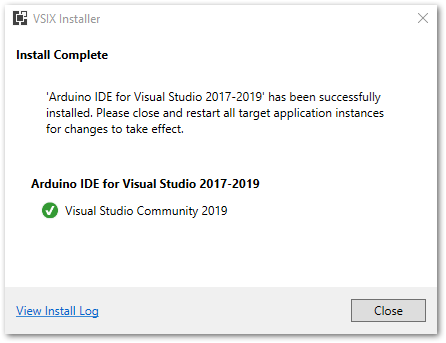 VSIX Installer
Install Complete
'Arduino IDE for Visual Studio 2017-2019' has been successfully
installed. Please close and restart all target application instances
for changes to take effect.
Arduino IDE for Visual Studio 2017-2019
Visual Studio Community 2019
View Install Log
Close